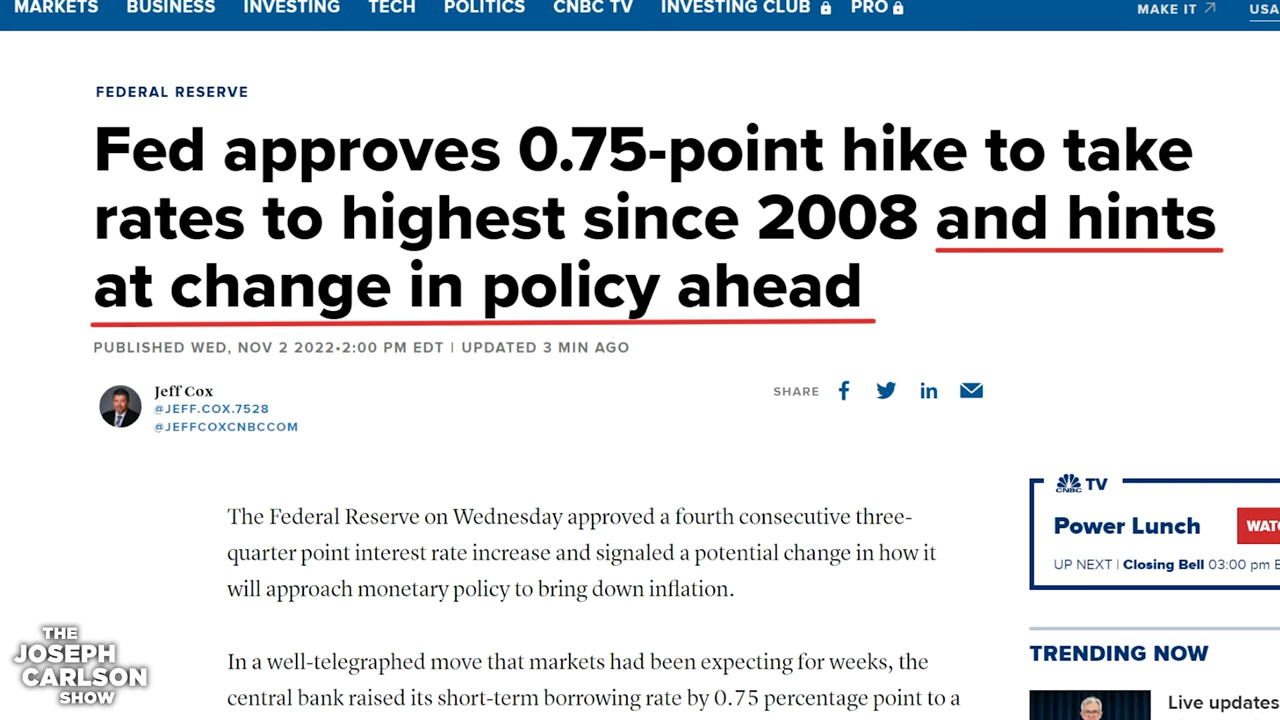 MARKETS BUSINESS INVESTING TECH POLITICS CNBC TV INVESTING CLUB PRO MAKE IT USA
FEDERAL RESERVE
Fed approves 0.75-point hike to take
rates to highest since 2008 and hints
at change in policy ahead
PUBLISHED WED, NOV 2 2022•2:00 PM EDT | UPDATED 3 MIN AGO
Jeff Cox
@JEFF.COX.7528
@JEFFCOXCNBCCOM
SHARE
The Federal Reserve on Wednesday approved a fourth consecutive three-
quarter point interest rate increase and signaled a potential change in how it
will approach monetary policy to bring down inflation.
In a well-telegraphed move that markets had been expecting for weeks, the
central bank raised its short-term borrowing rate by 0.75 percentage point to a
CNBC TV
Power Lunch
UP NEXT | Closing Bell 03:00 pm
TRENDING NOW
Live updates
THE
JOSEPH
CARLSON
SHOW